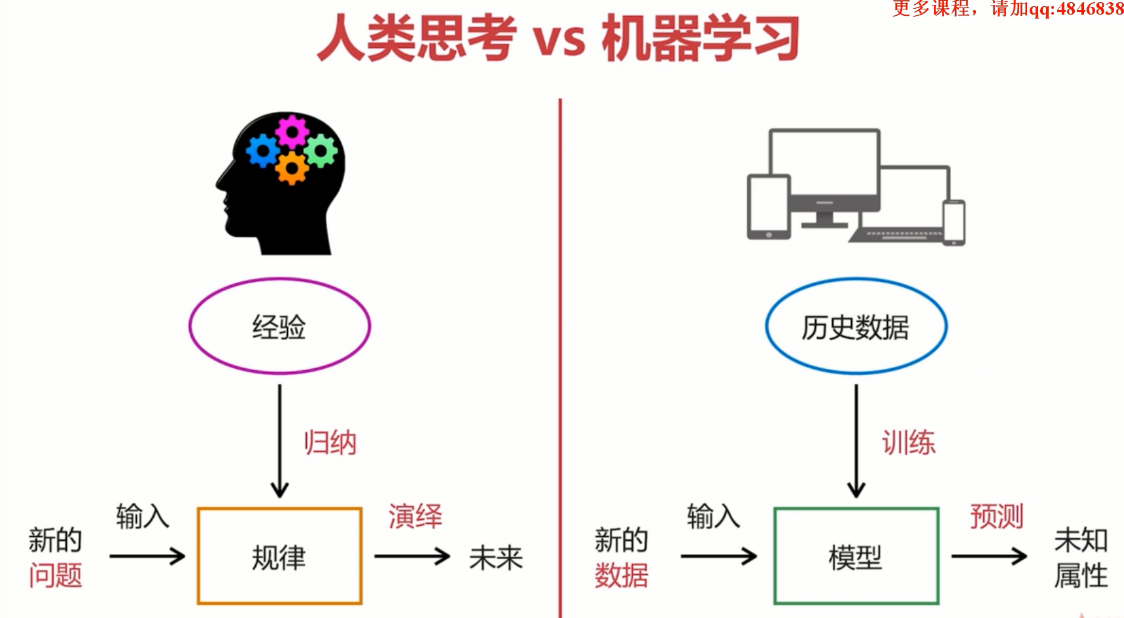 更多课程，请加qq:4846838
人类思考 vs 机器学习
经验
归纳
新的
问题
输入
规律
演绎
未来
历史数据
训练
新的
数据
输入
模型
预测
未知
属性